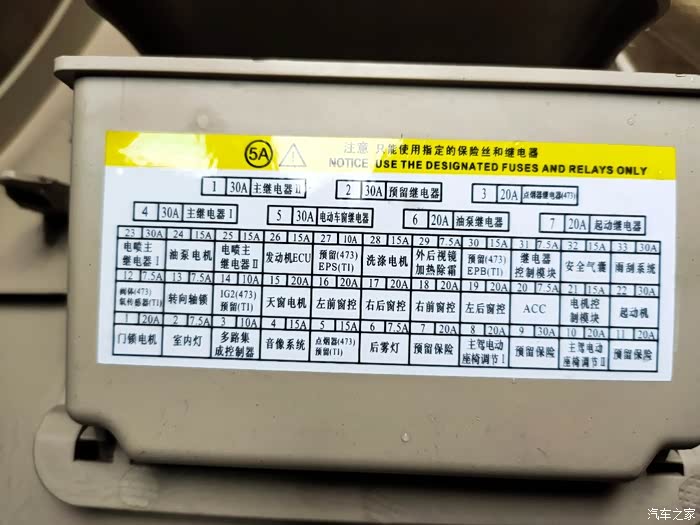 5A 注意 只能使用指定的保险丝和继电器
NOTICE USE THE DESIGNATED FUSES AND RELAYS ONLY
1 30A 主继电器Ⅱ 2 30A 预留继电器 3 20A 点烟器继电器(473)
4 30A 主继电器Ⅰ 5 30A 电动车窗继电器 6 20A 油泵继电器 7 20A 起动继电器
23 30A 24 15A 25 15A 26 15A 27 10A 28 15A 29 10A 30 15A 31 7.5A 32 15A 33 30A
电喷主 油泵电机 电喷主 发动机ECU 预留(473) 洗涤电机 外后视镜 预留(473) 继电器 安全气囊 雨刮系统
继电器Ⅰ 继电器Ⅱ EPS(TI) 加热除霜 EPB(TI) 控制模块
12 7.5A 13 7.5A 14 10A 15 20A 16 20A 17 20A 18 20A 19 20A 20 7.5A 21 15A 22 30A
阀体(473) 转向轴锁 IG2(473) 天窗电机 左前窗控 右后窗控 右前窗控 左后窗控 ACC 电机控 起动机
氧传感器(TI) 预留(TI) 制模块
1 20A 2 7.5A 3 10A 4 15A 5 15A 6 7.5A 7 20A 8 20A 9 30A 10 20A 11 20A
门锁电机 室内灯 多路集 音像系统 点烟器(473) 后雾灯 预留保险 主驾电动 预留保险 主驾电动 预留保险
成控制器 预留(TI) 座椅调节Ⅰ 座椅调节Ⅱ
汽车之家